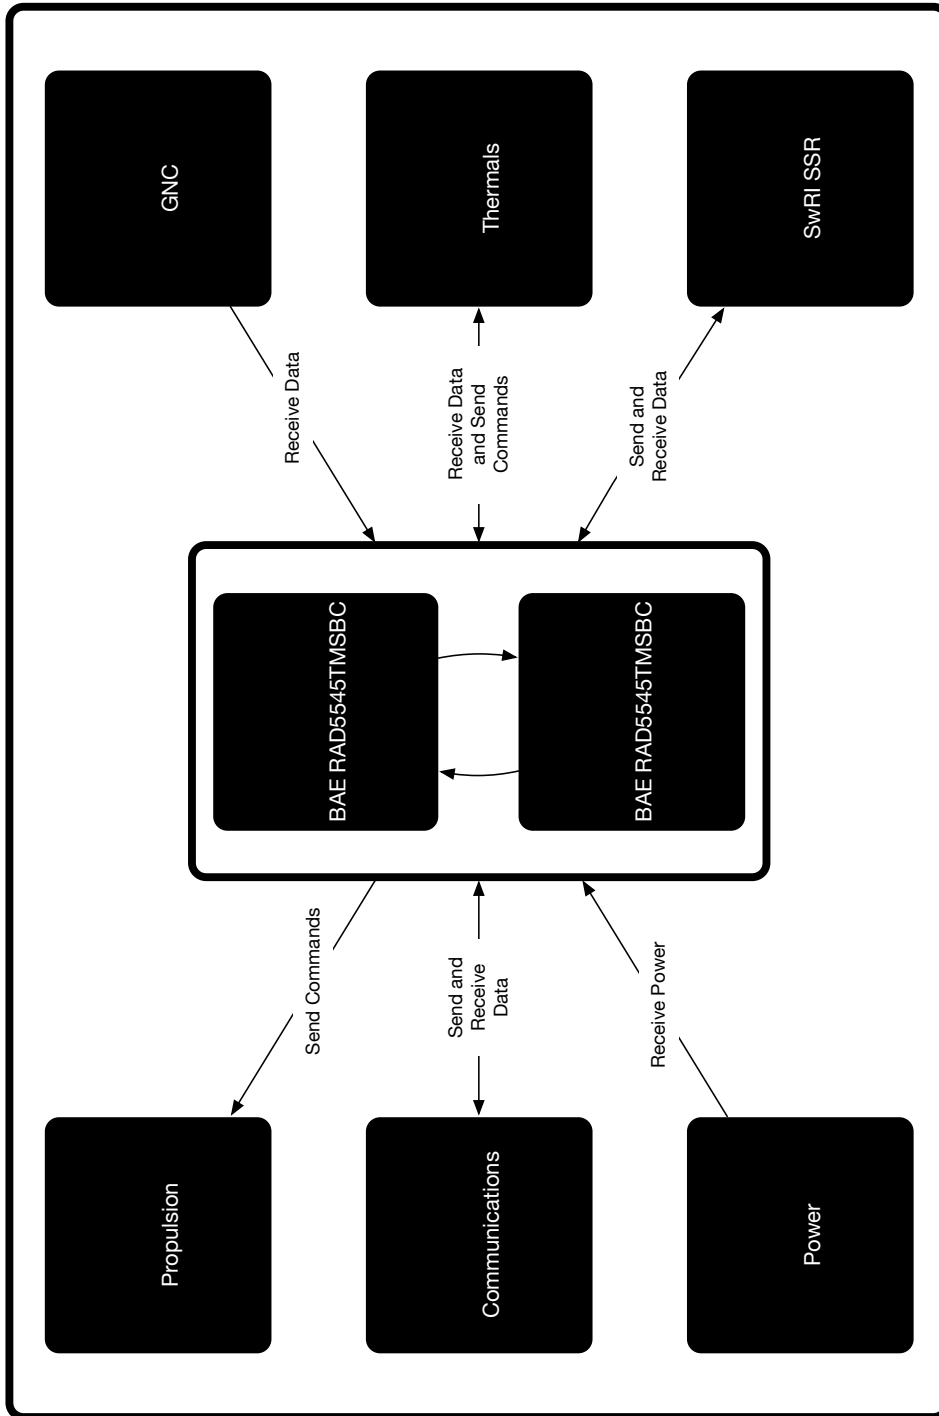 Propulsion
GNC
Send Commands
Receive Data
BAE RAD5545TMSBC
Communications
Send and
Receive
Data
Receive Data
and Send
Commands
Thermals
BAE RAD5545TMSBC
Receive Power
Send and
Receive Data
Power
SwRI SSR